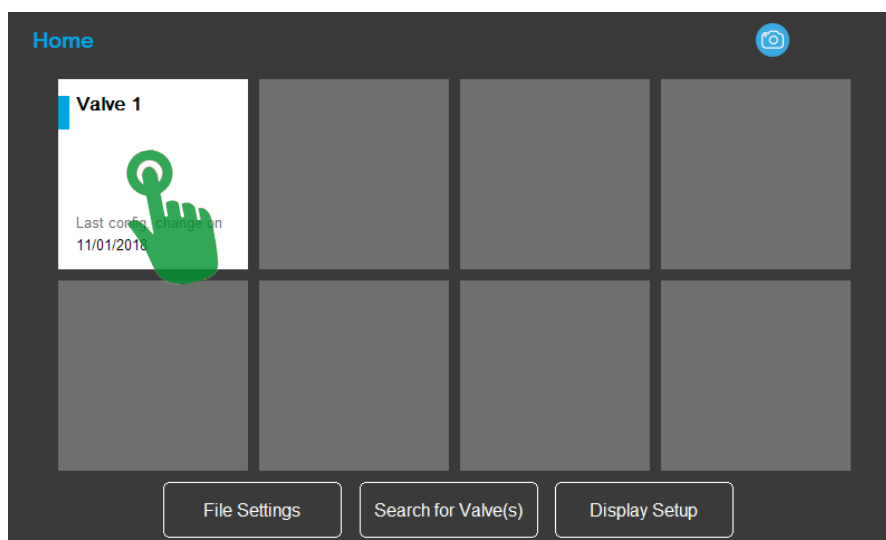 Home
Valve 1
Last config. change on
11/01/2018
File Settings
Search for Valve(s)
Display Setup